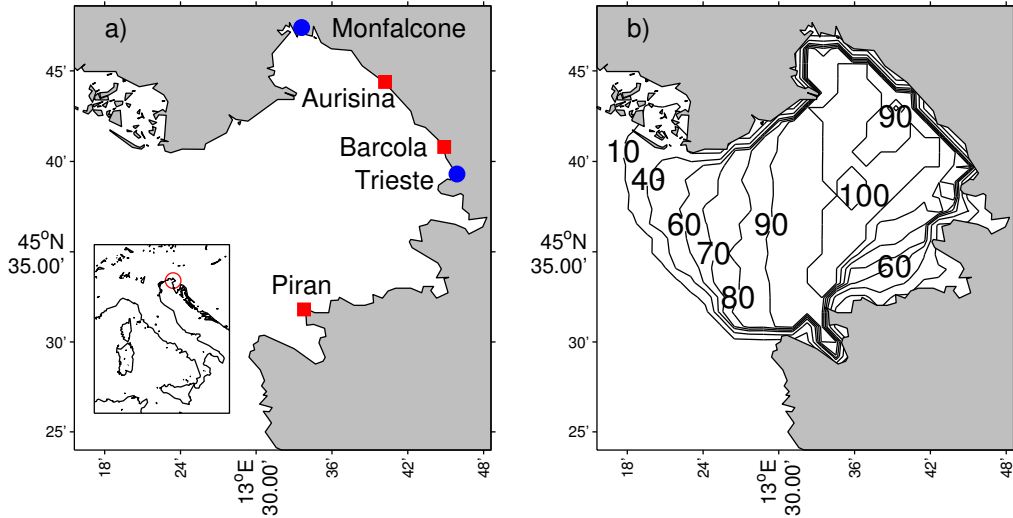 a)
Monfalcone
Aurisina
Barcola
Trieste
Piran
45'
40'
45°N
35.00'
30'
25'
18'
24'
13°E
30.00'
36'
42'
48'
b)
90
10
40
100
60
90
70
60
80
45'
40'
45°N
35.00'
30'
25'
18'
24'
13°E
30.00'
36'
42'
48'